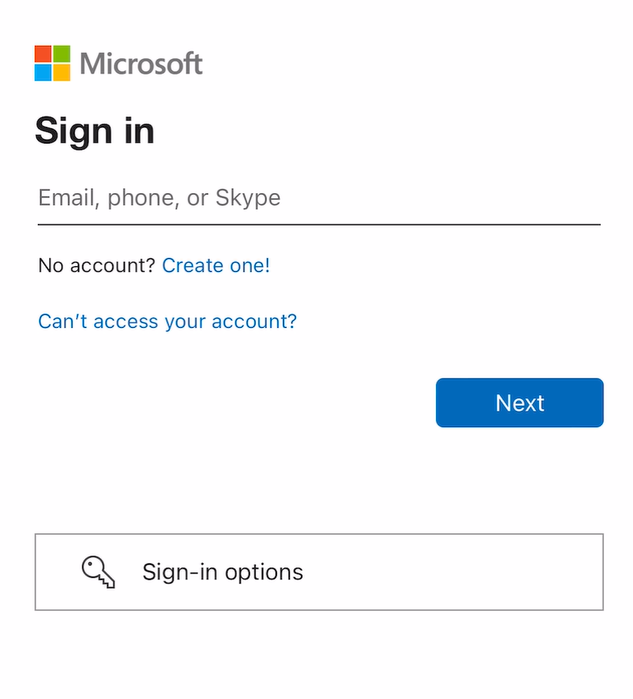 Microsoft
Sign in
Email, phone, or Skype
No account? Create one!
Can’t access your account?
Next
Sign-in options